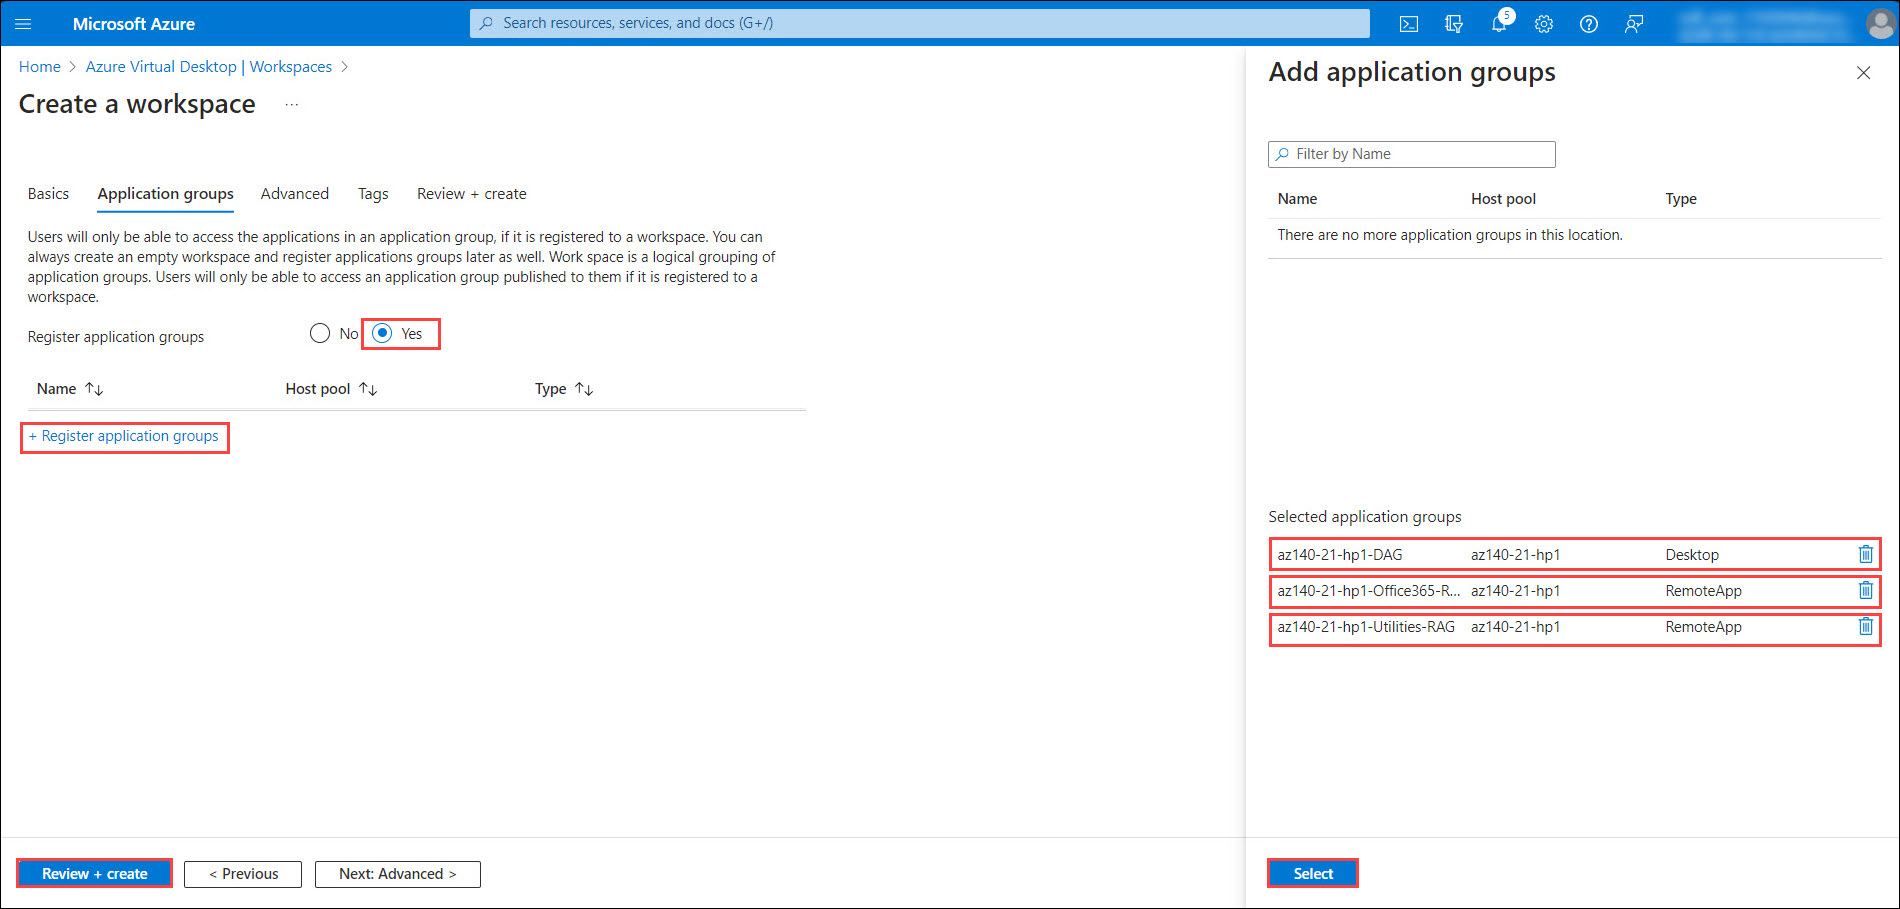 Microsoft Azure
Search resources, services, and docs (G+/)
5
Home > Azure Virtual Desktop | Workspaces >
Create a workspace ...
Basics Application groups Advanced Tags Review + create
Users will only be able to access the applications in an application group, if it is registered to a workspace. You can
always create an empty workspace and register applications groups later as well. Work space is a logical grouping of
application groups. Users will only be able to access an application group published to them if it is registered to a
workspace.
Register application groups No Yes
Name ↑↓ Host pool ↑↓ Type ↑↓
+ Register application groups
Review + create < Previous Next: Advanced >
Add application groups
Filter by Name
Name Host pool Type
There are no more application groups in this location.
Selected application groups
az140-21-hp1-DAG az140-21-hp1 Desktop
az140-21-hp1-Office365-R... az140-21-hp1 RemoteApp
az140-21-hp1-Utilities-RAG az140-21-hp1 RemoteApp
Select